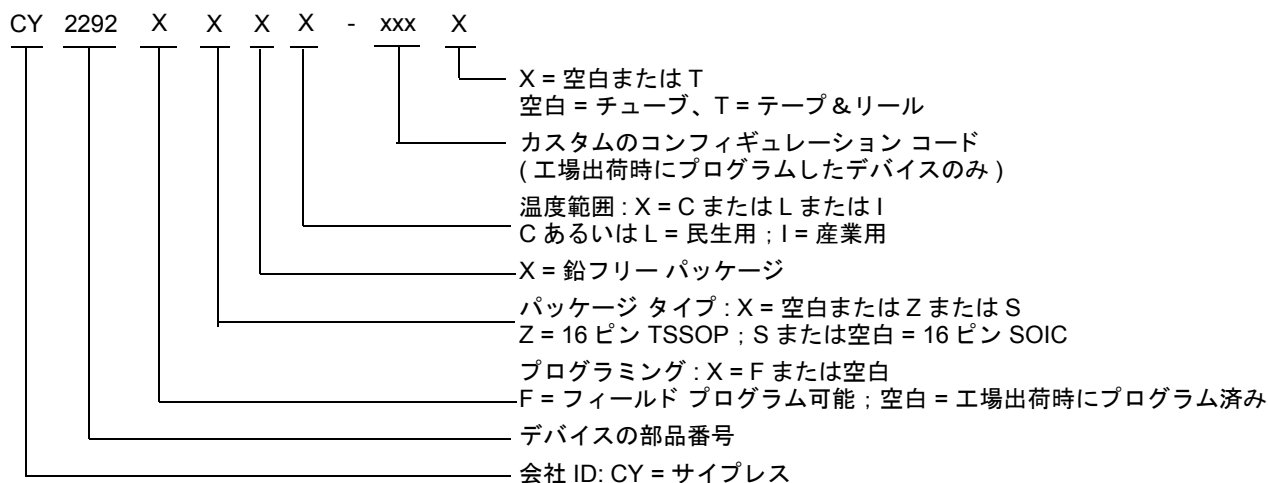 CY 2292 X X X X - xxx X
X = 空白または T
空白 = チューブ、T = テープ＆リール
カスタムのコンフィギュレーション コード
( 工場出荷時にプログラムしたデバイスのみ )
温度範囲 : X = C または L または I
C あるいは L = 民生用 ; I = 産業用
X = 鉛フリー パッケージ
パッケージ タイプ : X = 空白または Z または S
Z = 16 ピン TSSOP ; S または空白 = 16 ピン SOIC
プログラミング : X = F または空白
F = フィールド プログラム可能 ; 空白 = 工場出荷時にプログラム済み
デバイスの部品番号
会社 ID: CY = サイプレス